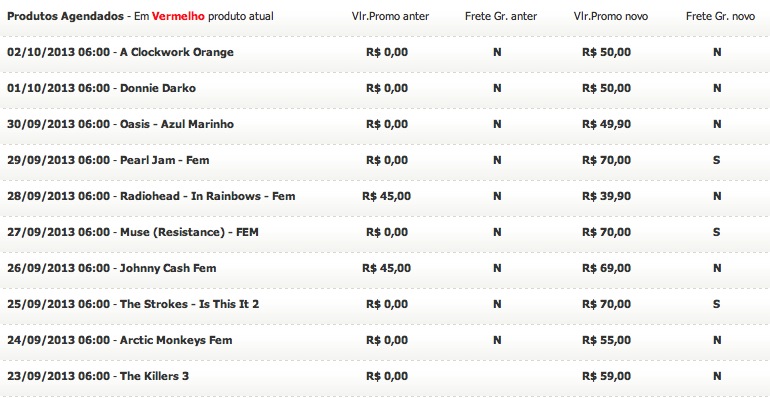 Produtos Agendados - Em Vermelho produto atual Vlr.Promo anter Frete Gr. anter Vlr.Promo novo Frete Gr. novo
02/10/2013 06:00 - A Clockwork Orange R$ 0,00 N R$ 50,00 N
01/10/2013 06:00 - Donnie Darko R$ 0,00 N R$ 50,00 N
30/09/2013 06:00 - Oasis - Azul Marinho R$ 0,00 N R$ 49,90 N
29/09/2013 06:00 - Pearl Jam - Fem R$ 0,00 N R$ 70,00 S
28/09/2013 06:00 - Radiohead - In Rainbows - Fem R$ 45,00 N R$ 39,90 N
27/09/2013 06:00 - Muse (Resistance) - FEM R$ 0,00 N R$ 70,00 S
26/09/2013 06:00 - Johnny Cash Fem R$ 45,00 N R$ 69,00 N
25/09/2013 06:00 - The Strokes - Is This It 2 R$ 0,00 N R$ 70,00 S
24/09/2013 06:00 - Arctic Monkeys Fem R$ 0,00 N R$ 55,00 N
23/09/2013 06:00 - The Killers 3 R$ 0,00 R$ 59,00 N